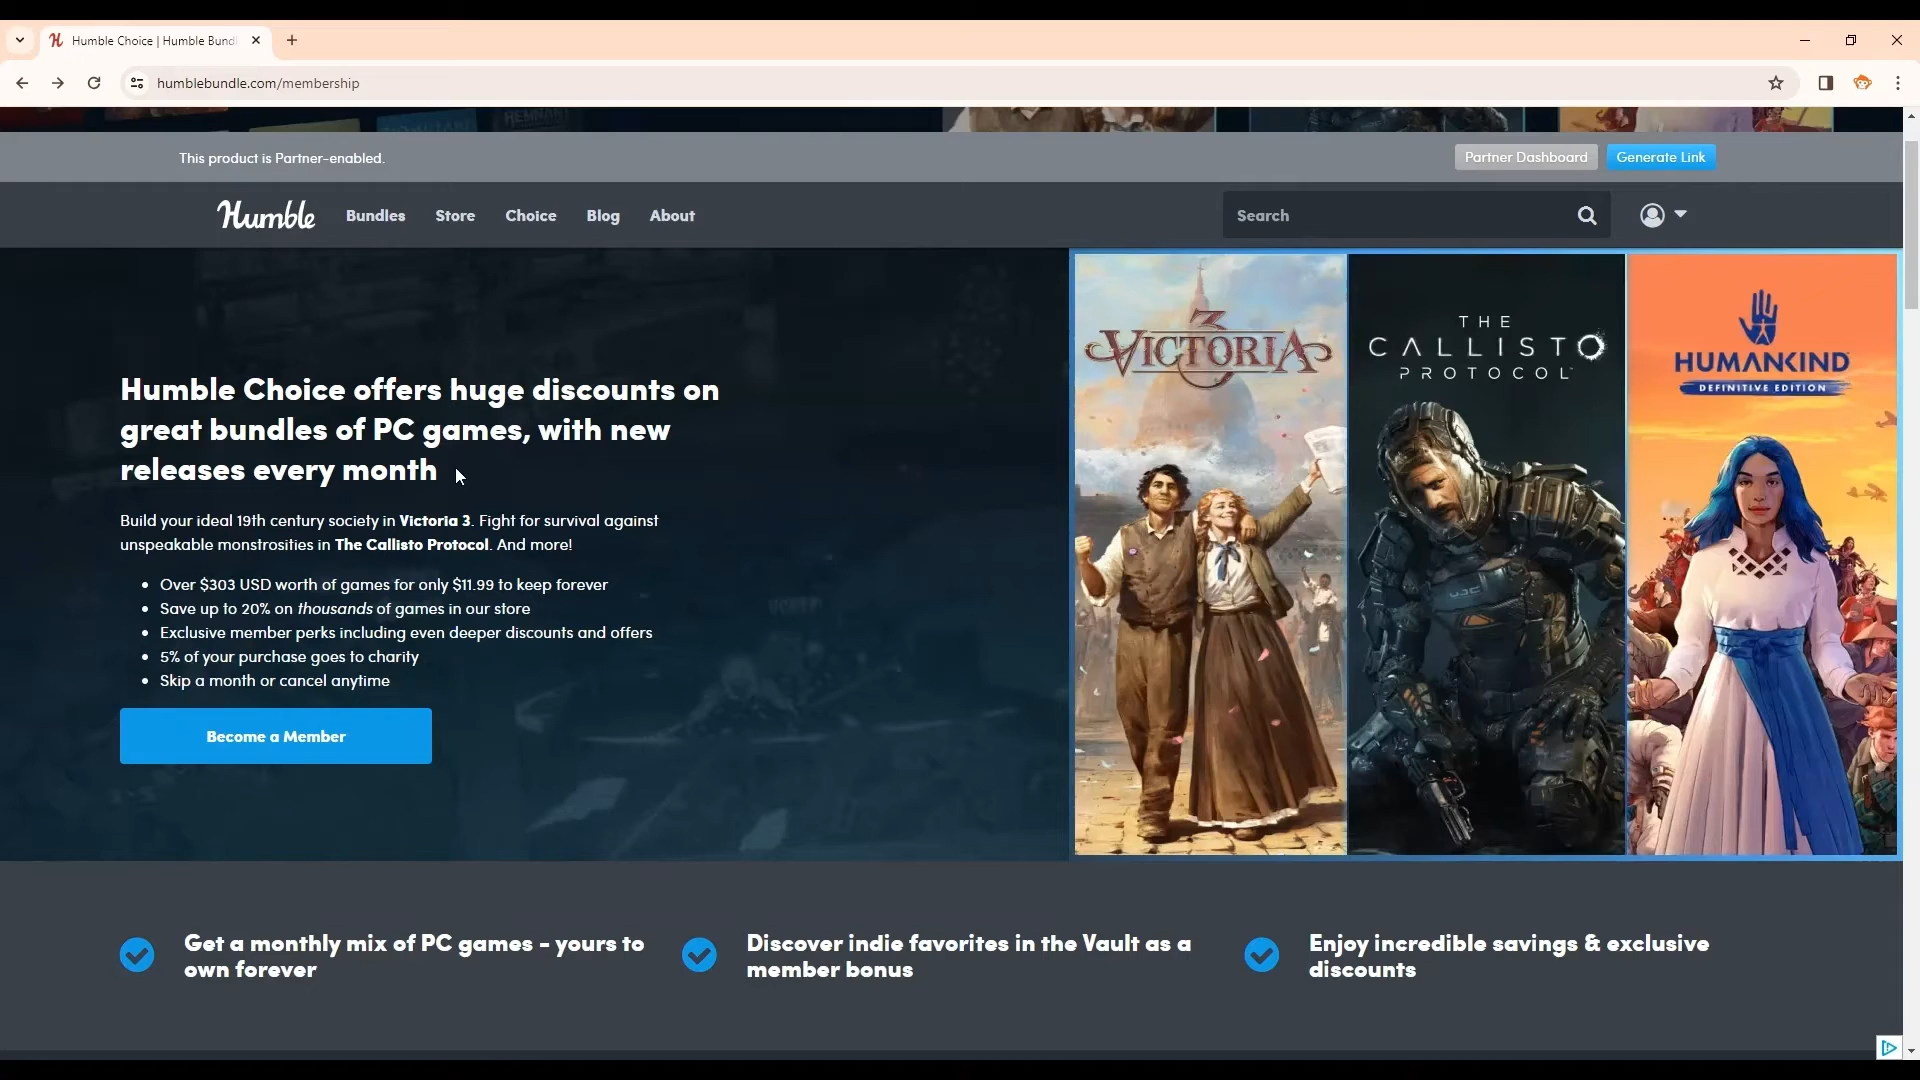 Humble Choice | Humble Bund
humblebundle.com/membership
This product is Partner-enabled.
Partner Dashboard
Generate Link
Humble
Bundles
Store
Choice
Blog
About
Search
Humble Choice offers huge discounts on
great bundles of PC games, with new
releases every month
Build your ideal 19th century society in Victoria 3. Fight for survival against
unspeakable monstrosities in The Callisto Protocol. And more!
• Over $303 USD worth of games for only $11.99 to keep forever
• Save up to 20% on thousands of games in our store
• Exclusive member perks including even deeper discounts and offers
• 5% of your purchase goes to charity
• Skip a month or cancel anytime
Become a Member
3
VICTORIA
THE
CALLISTO
PROTOCOL
HUMANKIND
DEFINITIVE EDITION
Get a monthly mix of PC games - yours to
own forever
Discover indie favorites in the Vault as a
member bonus
Enjoy incredible savings & exclusive
discounts